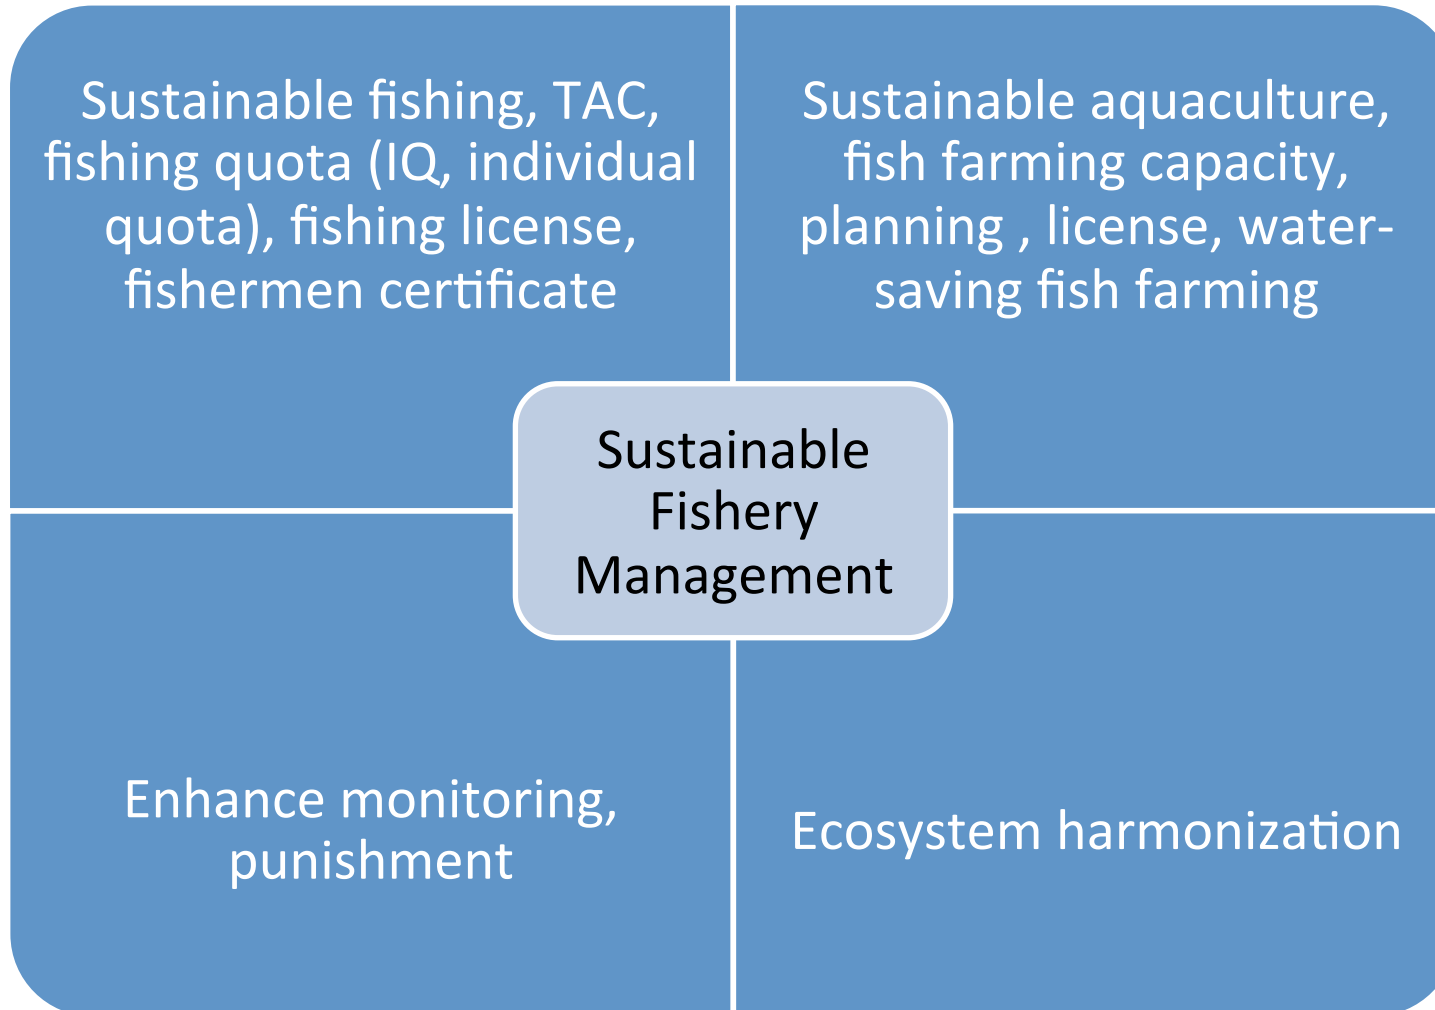 Sustainable fishing, TAC,
fishing quota (IQ, individual
quota), fishing license,
fishermen certificate
Sustainable aquaculture,
fish farming capacity,
planning , license, water-
saving fish farming
Sustainable
Fishery
Management
Enhance monitoring,
punishment
Ecosystem harmonization